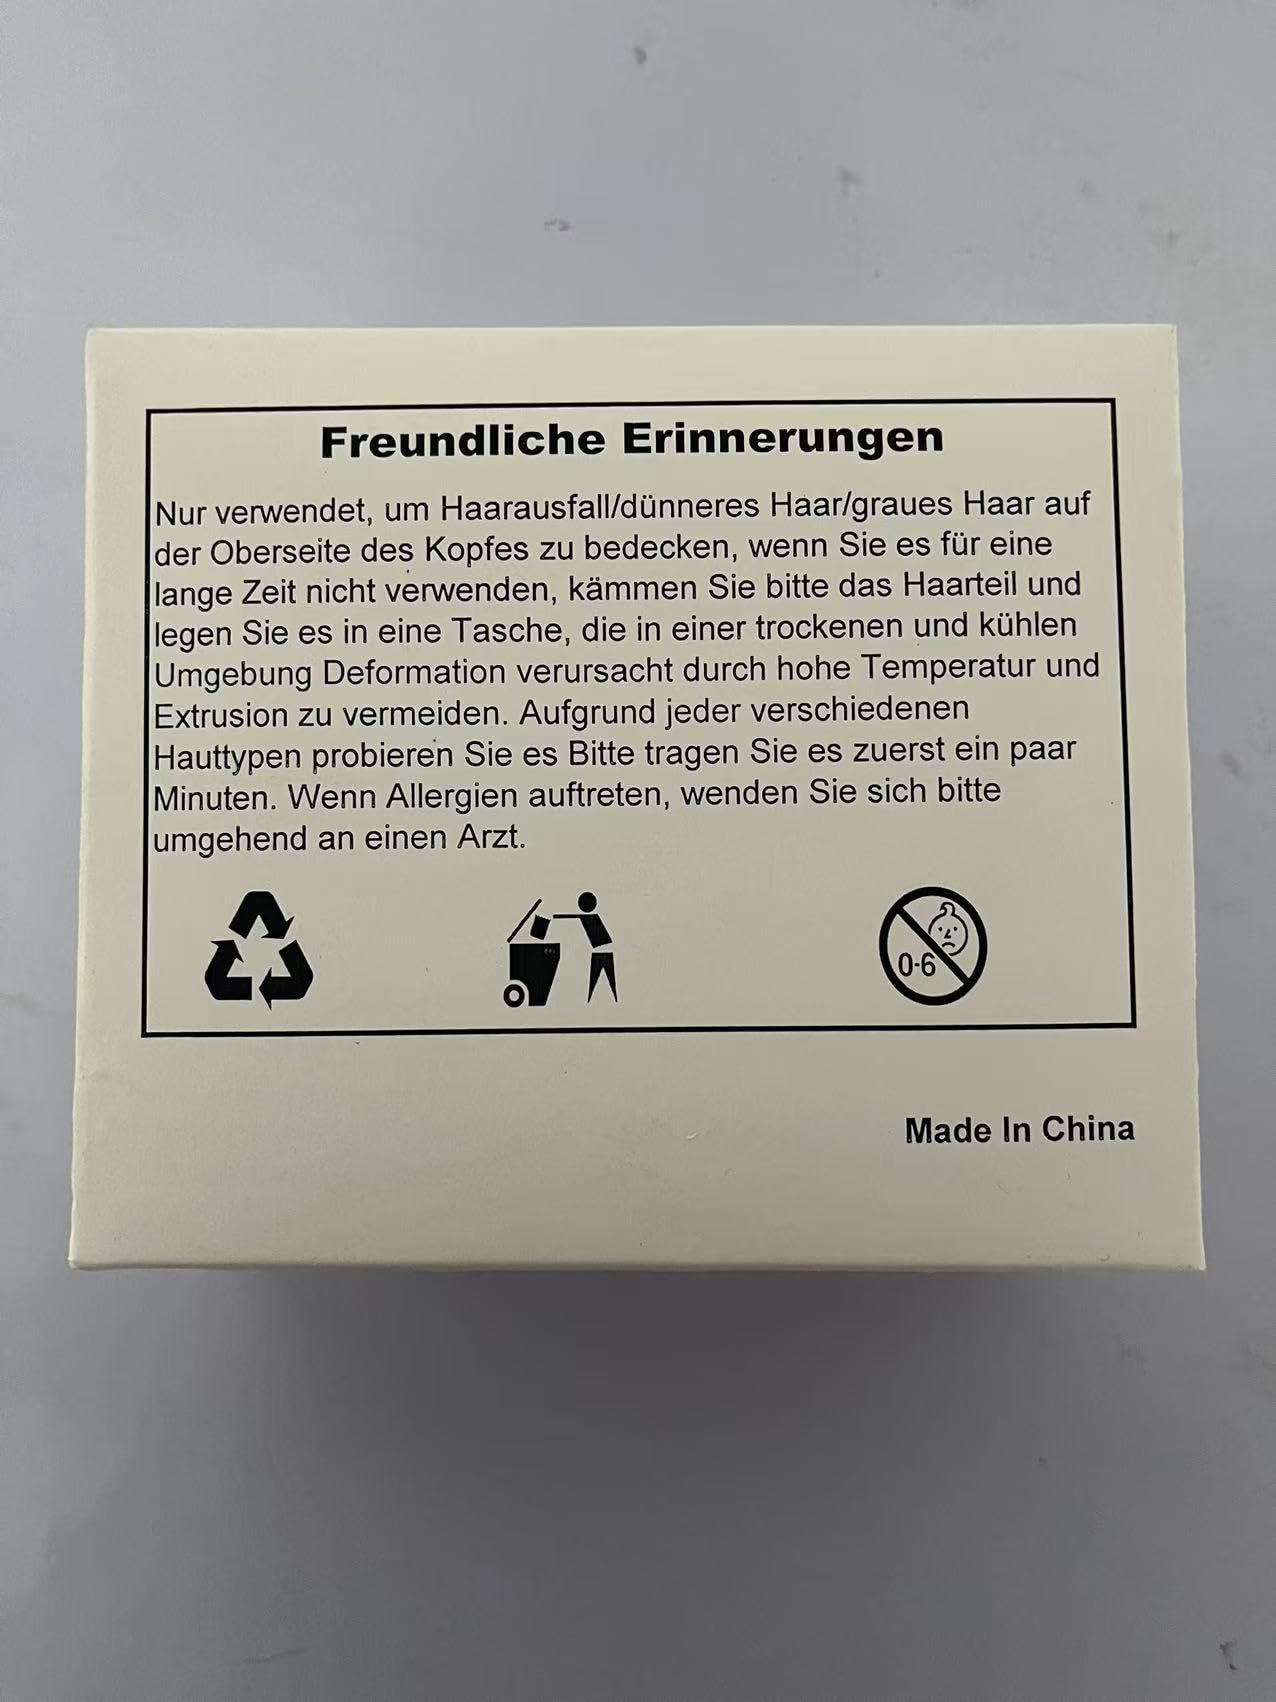 Freundliche Erinnerungen
Nur verwendet, um Haarausfall/dünneres Haar/graues Haar auf
der Oberseite des Kopfes zu bedecken, wenn Sie es für eine
lange Zeit nicht verwenden, kämmen Sie bitte das Haarteil und
legen Sie es in eine Tasche, die in einer trockenen und kühlen
Umgebung Deformation verursacht durch hohe Temperatur und
Extrusion zu vermeiden. Aufgrund jeder verschiedenen
Hauttypen probieren Sie es Bitte tragen Sie es zuerst ein paar
Minuten. Wenn Allergien auftreten, wenden Sie sich bitte
umgehend an einen Arzt.
0-6
Made In China